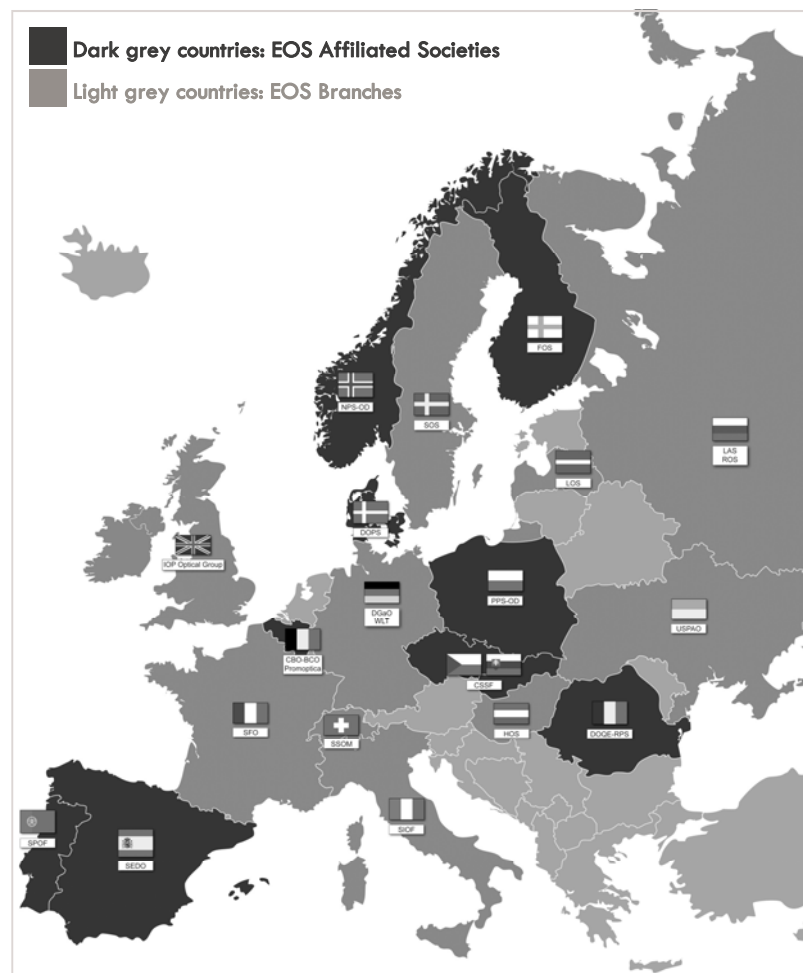 Dark grey countries: EOS Affiliated Societies
Light grey countries: EOS Branches
FOS
NPS-OD
SOS
LAS
ROS
LOS
DOPS
IOP Optical Group
PPS-OD
DGaO
WLT
USPAO
CBO-BCO
Promoptica
CSSF
SFO
SSOM
HOS
DOQE-RPS
SIOF
SPOF
SEDO